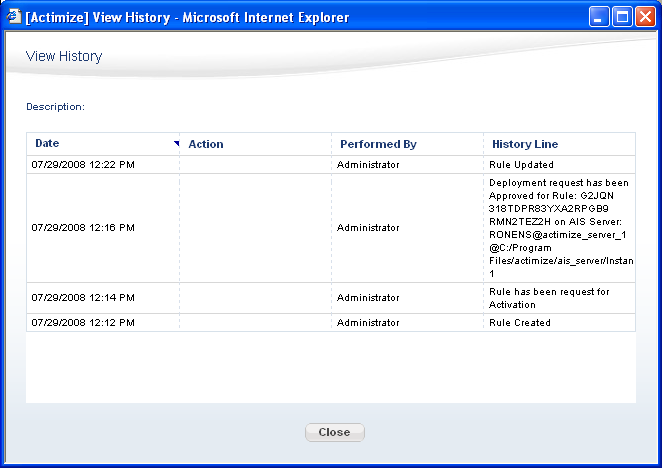 [Actimize] View History - Microsoft Internet Explorer
View History
Description:
Date Action Performed By History Line
07/29/2008 12:22 PM Administrator Rule Updated
07/29/2008 12:16 PM Administrator Deployment request has been
Approved for Rule: G2JQN
318TDPR83YXA2RPGB9
RMN2TEZ2H on AIS Server:
RONENS@actimize_server_1
@C:/Program
Files/actimize/ais_server/Instan
1
07/29/2008 12:14 PM Administrator Rule has been request for
Activation
07/29/2008 12:12 PM Administrator Rule Created
Close